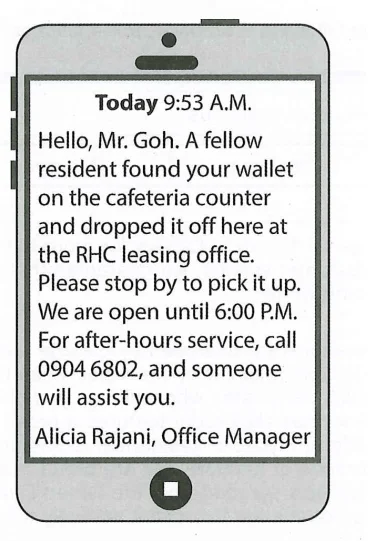 Today 9:53 A.M.
Hello, Mr. Goh. A fellow
resident found your wallet
on the cafeteria counter
and dropped it off here at
the RHC leasing office.
Please stop by to pick it up.
We are open until 6:00 P.M.
For after-hours service, call
0904 6802, and someone
will assist you.
Alicia Rajani, Office Manager